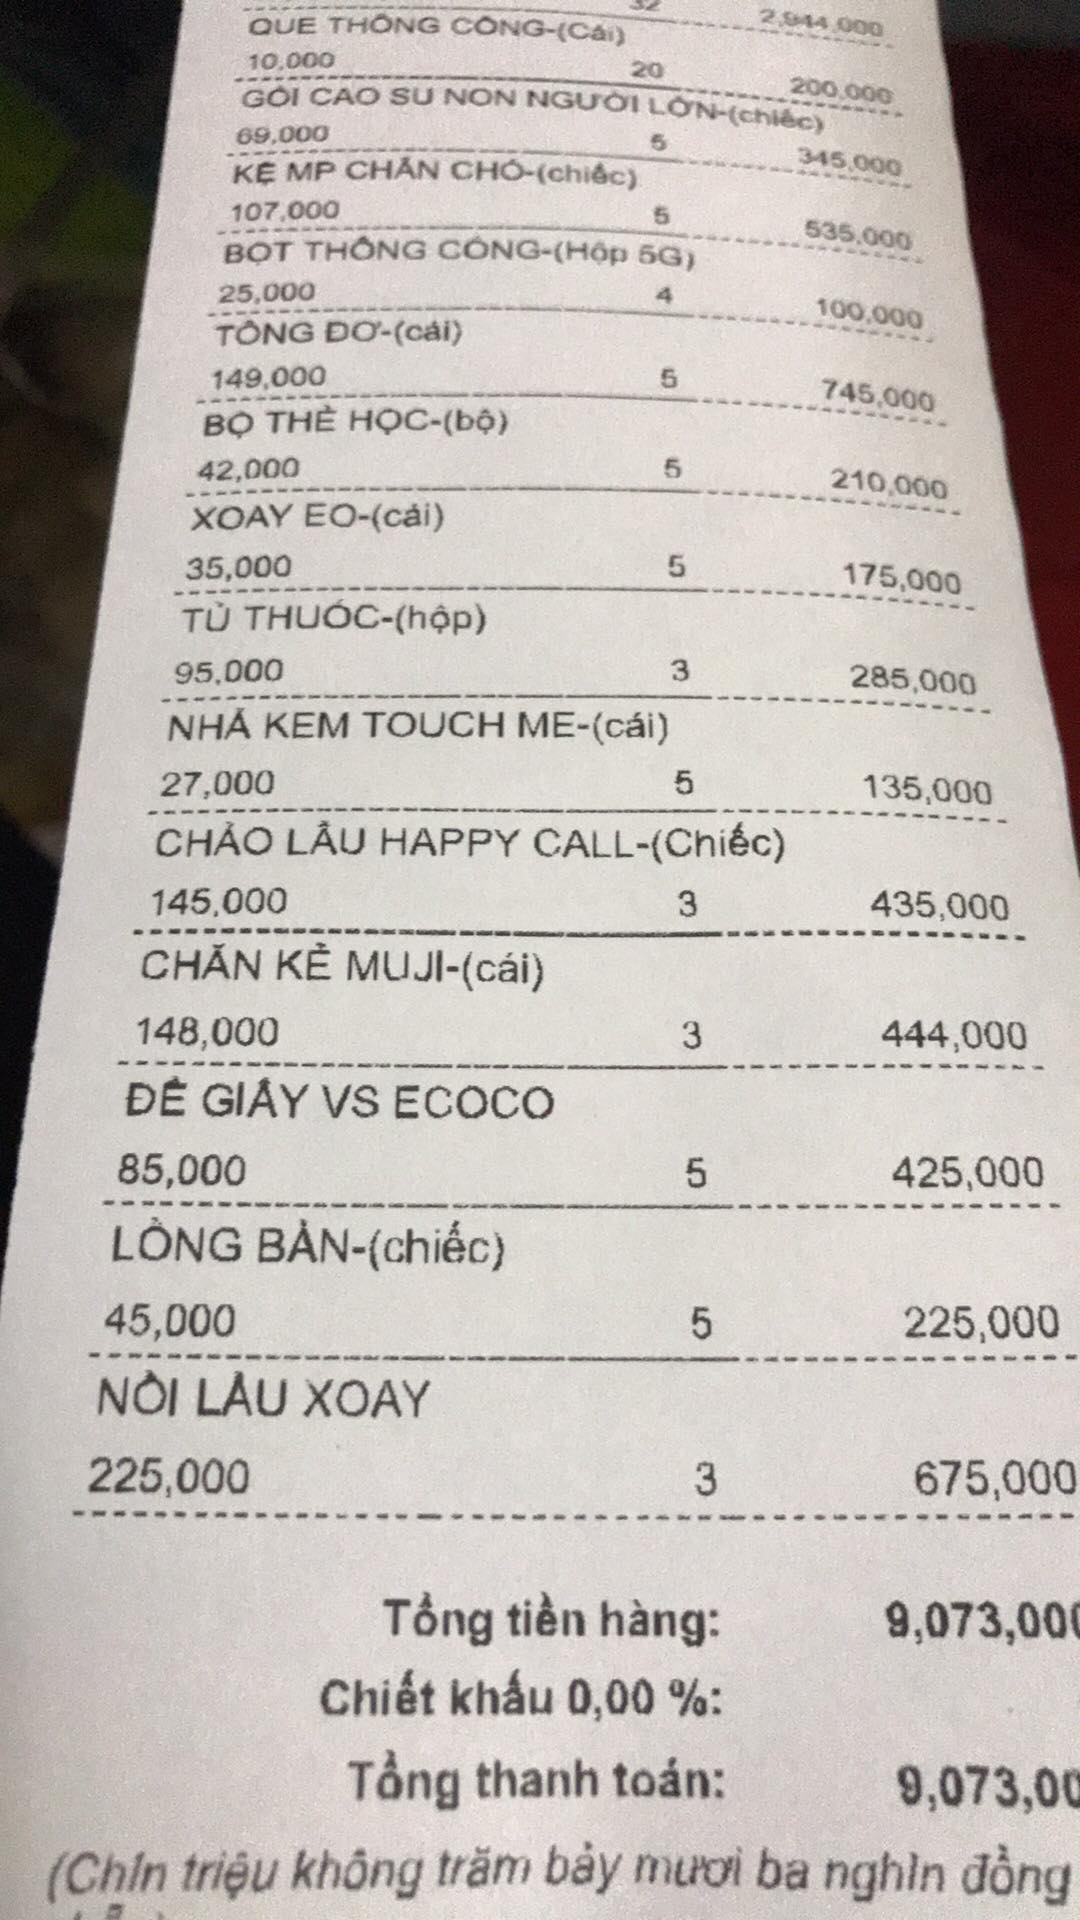 32 2,944,000
QUE THÔNG CỐNG-(Cái)
10,000 20 200,000
GỐI CAO SU NON NGƯỜI LỚN-(chiếc)
69,000 5 345,000
KỆ MP CHÂN CHÓ-(chiếc)
107,000 5 535,000
BỘT THÔNG CỐNG-(Hộp 5G)
25,000 4 100,000
TÔNG ĐƠ-(cái)
149,000 5 745,000
BỘ THẺ HỌC-(bộ)
42,000 5 210,000
XOAY EO-(cái)
35,000 5 175,000
TỦ THUỐC-(hộp)
95,000 3 285,000
NHẢ KEM TOUCH ME-(cái)
27,000 5 135,000
CHẢO LẨU HAPPY CALL-(Chiếc)
145,000 3 435,000
CHĂN KẺ MUJI-(cái)
148,000 3 444,000
ĐỂ GIẤY VS ECOCO
85,000 5 425,000
LỒNG BÀN-(chiếc)
45,000 5 225,000
NỒI LẨU XOAY
225,000 3 675,000
Tổng tiền hàng: 9,073,000
Chiết khấu 0,00 %:
Tổng thanh toán: 9,073,00
(Chín triệu không trăm bảy mươi ba nghìn đồng